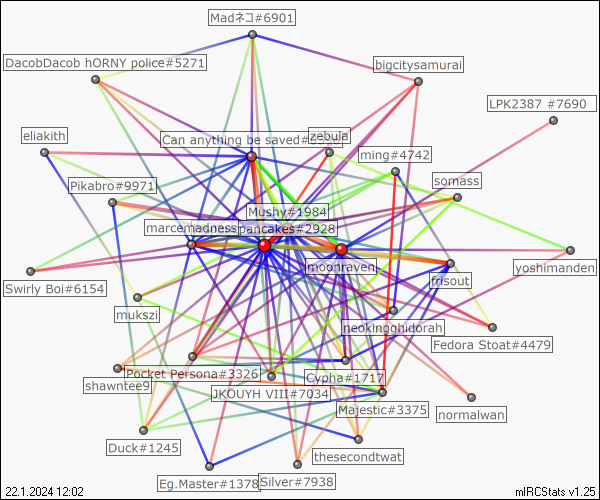 Madネコ#6901
DacobDacob hORNY police#5271
bigcitysamurai
LPK2387 #7690
eliakith
Can anything be saved#
zebula
ming#4742
Pikabro#9971
somass
Mushy#1984
marcemadness
pancakes#2928
moonraven
yoshimanden
Swirly Boi#6154
frisout
mukszi
neokingghidorah
Fedora Stoat#4479
Pocket Persona#3326
Cypha#1717
shawntee9
JKOUYH VIII#7034
Majestic#3375
normalwan
Duck#1245
thesecondtwat
Eg.Master#1378
Silver#7938
22.1.2024 12:02
mIRCStats v1.25